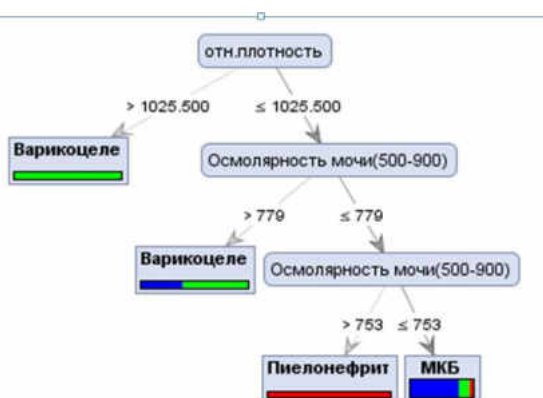 отн.плотность
> 1025.500
≤ 1025.500
Варикоцеле
Осмолярность мочи(500-900)
> 779
≤ 779
Варикоцеле
Осмолярность мочи(500-900)
> 753
≤ 753
Пиелонефрит
МКБ